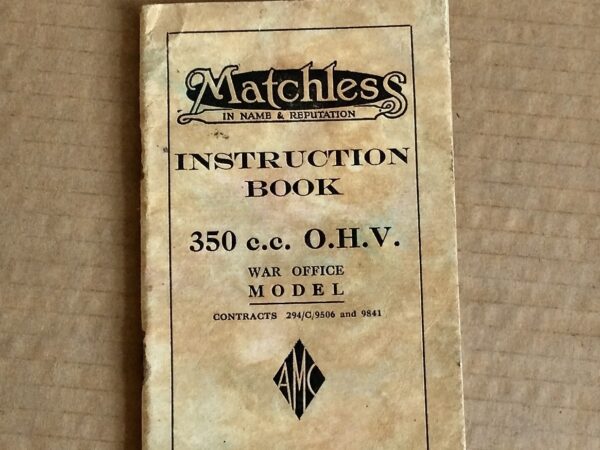 Matchless
IN NAME & REPUTATION
INSTRUCTION
BOOK
350 c.c. O.H.V.
WAR OFFICE
MODEL
CONTRACTS 294/C/9506 and 9841
AMC